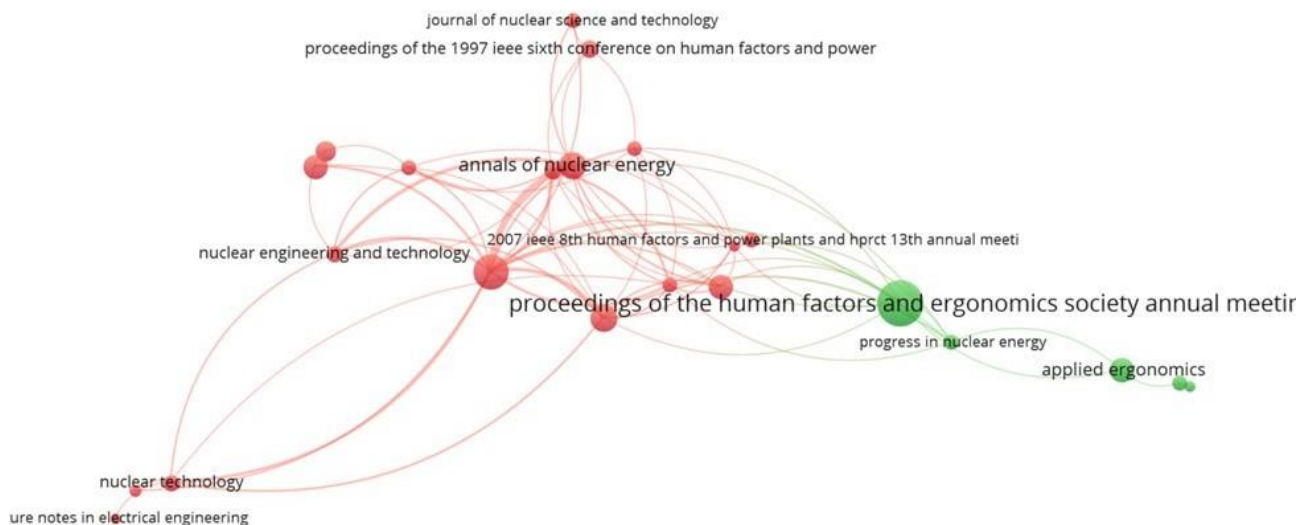 journal of nuclear science and technology
proceedings of the 1997 ieee sixth conference on human factors and power
annals of nuclear energy
nuclear engineering and technology
2007 ieee 8th human factors and power plants and hprct 13th annual meeti
proceedings of the human factors and ergonomics society annual meetin
progress in nuclear energy
applied ergonomics
nuclear technology
ure notes in electrical engineering